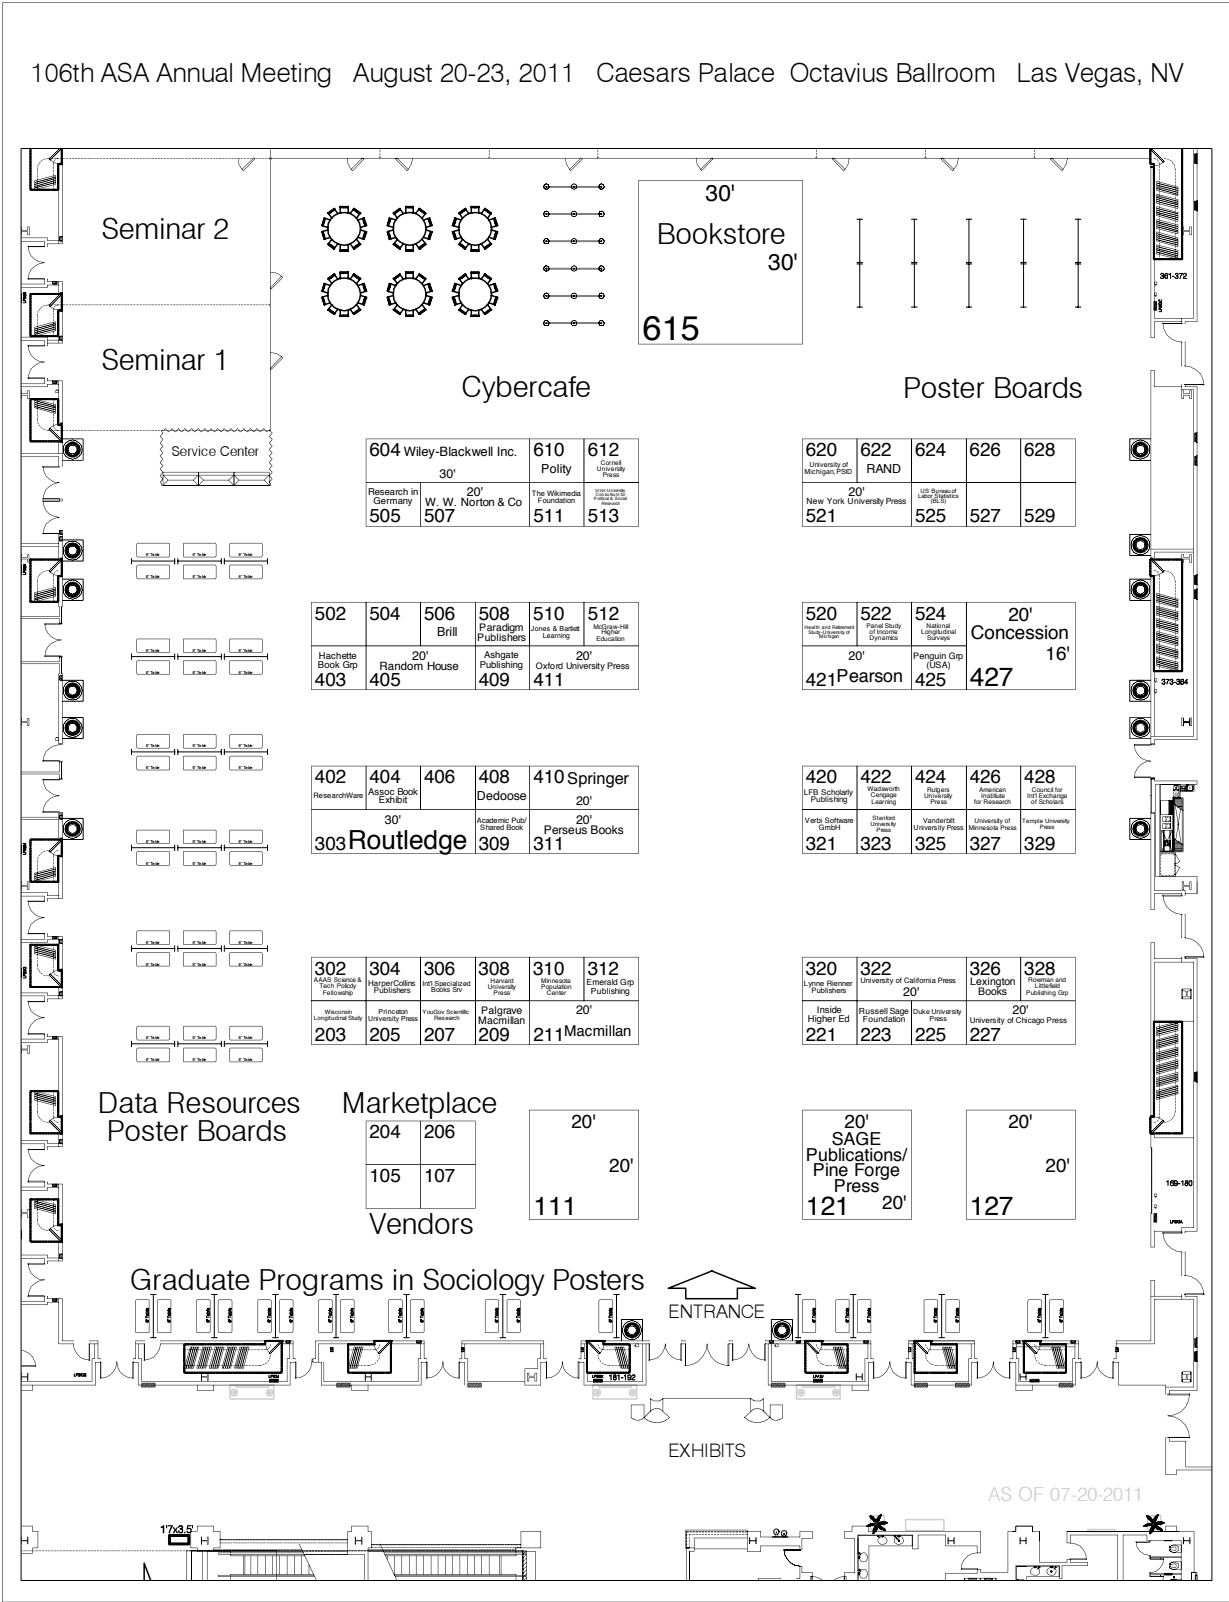 106th ASA Annual Meeting August 20-23, 2011 Caesars Palace Octavius Ballroom Las Vegas, NV
Seminar 2
Seminar 1
Service Center
30'
Bookstore
30'
615
361-372
Cybercafe
Poster Boards
604 Wiley-Blackwell Inc.
30'
610
Polity
612
Cornell
University
Press
Research in
Germany
505
20'
W. W. Norton & Co
507
The Wikimedia
Foundation
511
Inter-University
Consortium for
Political & Social
Research
513
620
University of
Michigan, PSID
622
RAND
624
626
628
20'
New York University Press
521
US Bureau of
Labor Statistics
(BLS)
525
527
529
502
504
506
Brill
508
Paradigm
Publishers
510
Jones & Bartlett
Learning
512
McGraw-Hill
Higher
Education
Hachette
Book Grp
403
20'
Random House
405
Ashgate
Publishing
409
20'
Oxford University Press
411
520
Health and Retirement
Study-University of
Michigan
522
Panel Study
of Income
Dynamics
524
National
Longitudinal
Surveys
20'
Concession
16'
427
20'
421 Pearson
Penguin Grp
(USA)
425
373-384
402
ResearchWare
404
Assoc Book
Exhibit
406
408
Dedoose
410 Springer
20'
30'
303 Routledge
Academic Pub/
Shared Book
309
20'
Perseus Books
311
420
LFB Scholarly
Publishing
422
Wadsworth
Cengage
Learning
424
Rutgers
University
Press
426
American
Institute
for Research
428
Council for
Int'l Exchange
of Scholars
Verbi Software
GmbH
321
Stanford
University
Press
323
Vanderbilt
University Press
325
University of
Minnesota Press
327
Temple University
Press
329
302
AAAS Science &
Tech Policdy
Fellowship
304
HarperCollins
Publishers
306
Int'l Specialized
Books Srv
308
Harvard
University
Press
310
Minnesota
Population
Center
312
Emerald Grp
Publishing
Wisconsin
Longitudinal Study
203
Princeton
University Press
205
YouGov Scientific
Research
207
Palgrave
Macmillan
209
20'
211 Macmillan
320
Lynne Rienner
Publishers
322
University of California Press
20'
326
Lexington
Books
328
Rowman and
Littlefield
Publishing Grp
Inside
Higher Ed
221
Russell Sage
Foundation
223
Duke University
Press
225
20'
University of Chicago Press
227
Data Resources
Poster Boards
Marketplace
204
206
105
107
Vendors
20'
20'
111
20'
SAGE
Publications/
Pine Forge
Press
121
20'
20'
20'
127
169-180
Graduate Programs in Sociology Posters
ENTRANCE
181-192
EXHIBITS
AS OF 07-20-2011
1'7x3.5'